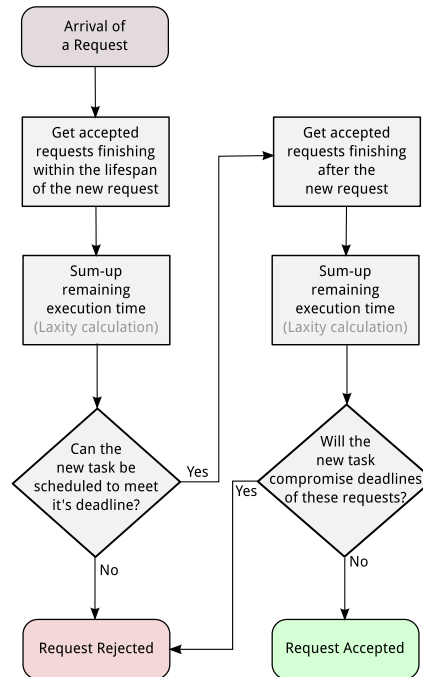 Arrival of
a Request
Get accepted
requests finishing
within the lifespan
of the new request
Sum-up
remaining
execution time
(Laxity calculation)
Can the
new task be
scheduled to meet
it's deadline?
Yes
No
Request Rejected
Get accepted
requests finishing
after the
new request
Sum-up
remaining
execution time
(Laxity calculation)
Will the
new task
compromise deadlines
of these requests?
Yes
No
Request Accepted